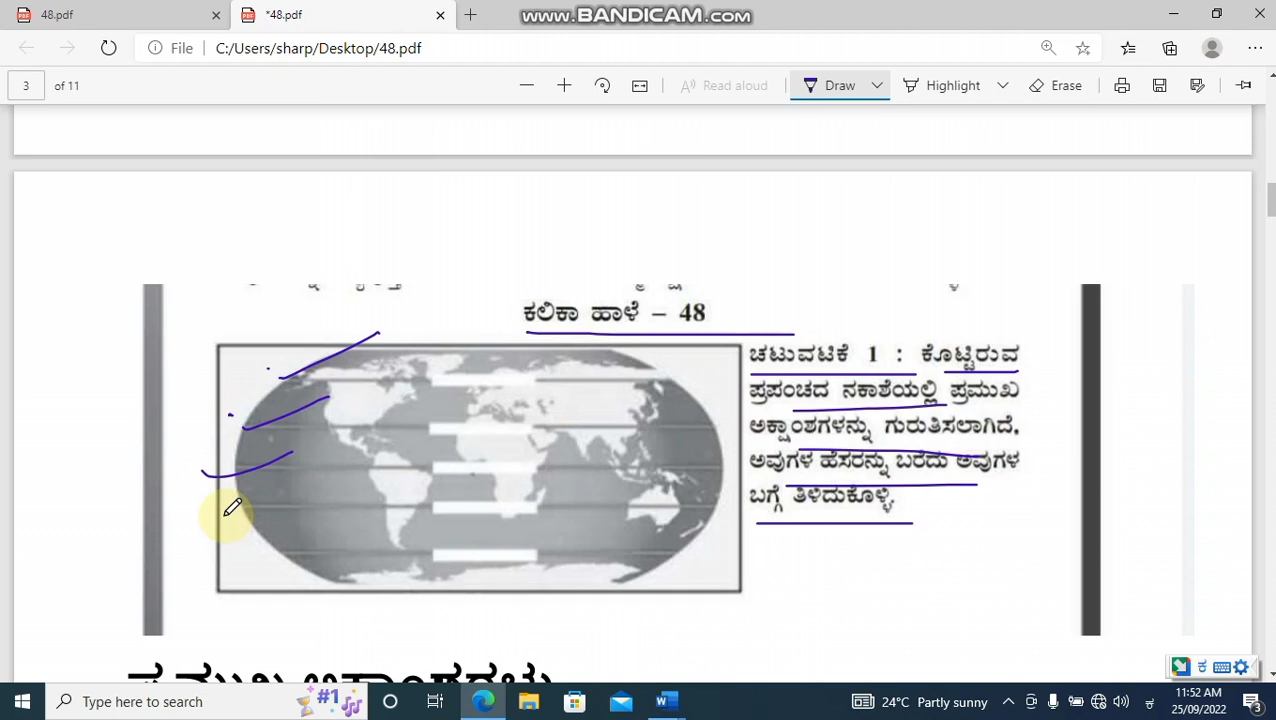 48.pdf
*48.pdf
www.BANDICAM.com
File
C:/Users/sharp/Desktop/48.pdf
3 of 11
Read aloud
Draw
Highlight
Erase
ಕಲಿಕಾ ಹಾಳೆ – 48
ಚಟುವಟಿಕೆ 1 : ಕೊಟ್ಟಿರುವ
ಪ್ರಪಂಚದ ನಕಾಶೆಯಲ್ಲಿ ಪ್ರಮುಖ
ಅಕ್ಷಾಂಶಗಳನ್ನು ಗುರುತಿಸಲಾಗಿದೆ.
ಅವುಗಳ ಹೆಸರನ್ನು ಬರೆದು ಅವುಗಳ
ಬಗ್ಗೆ ತಿಳಿದುಕೊಳ್ಳಿ.
Type here to search
#1
24°C Partly sunny
11:52 AM
25/09/2022
3